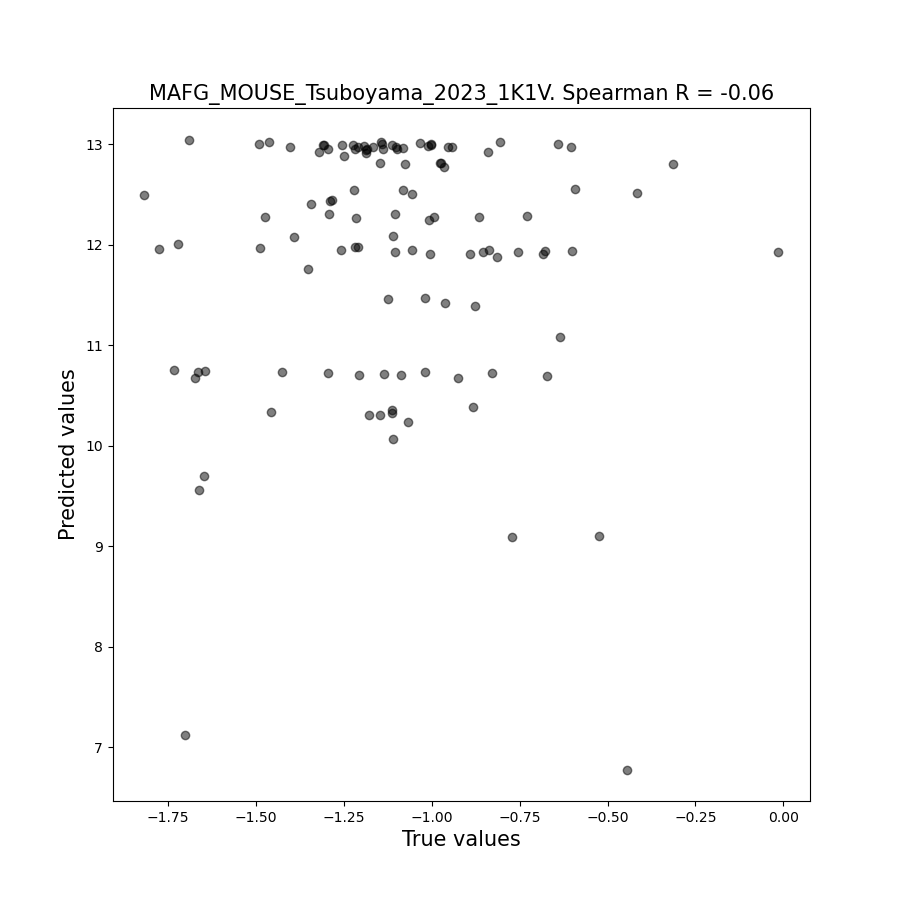 MAFG_MOUSE_Tsuboyama_2023_1K1V. Spearman R = -0.06
13
12
11
10
9
8
7
Predicted values
−1.75 −1.50 −1.25 −1.00 −0.75 −0.50 −0.25 0.00
True values